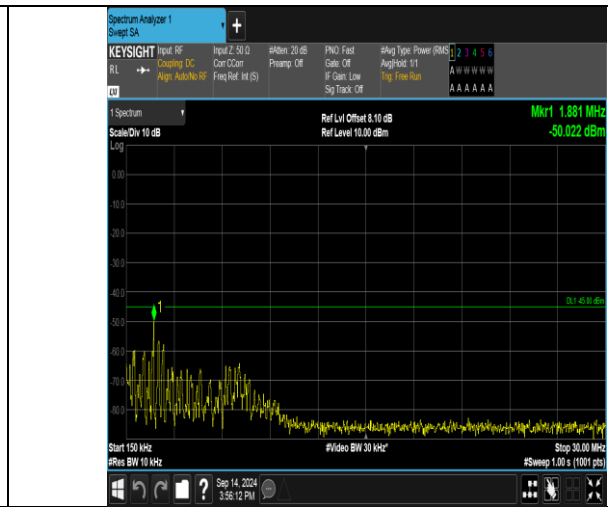 Spectrum Analyzer 1
Swept SA
+
KEYSIGHT Input: RF Input Z: 50 Ω #Atten: 20 dB PNO: Fast #Avg Type: Power (RMS 1 2 3 4 5 6
RL Coupling: DC Corr CCorr Preamp: Off Gate: Off Avg|Hold: 1/1 A W W W W W
Align: Auto/No RF Freq Ref: Int (S) IF Gain: Low Trig: Free Run
Sig Track: Off A A A A A A
1 Spectrum Ref Lvl Offset 8.10 dB Mkr1 1.881 MHz
Scale/Div 10 dB Ref Level 10.00 dBm -50.022 dBm
Log
0.00
-10.0
-20.0
-30.0
-40.0
DL1 -45.00 dBm
1
-50.0
-60.0
-70.0
-80.0
Start 150 kHz #Video BW 30 kHz* Stop 30.00 MHz
#Res BW 10 kHz #Sweep 1.00 s (1001 pts)
? Sep 14, 2024
3:56:12 PM